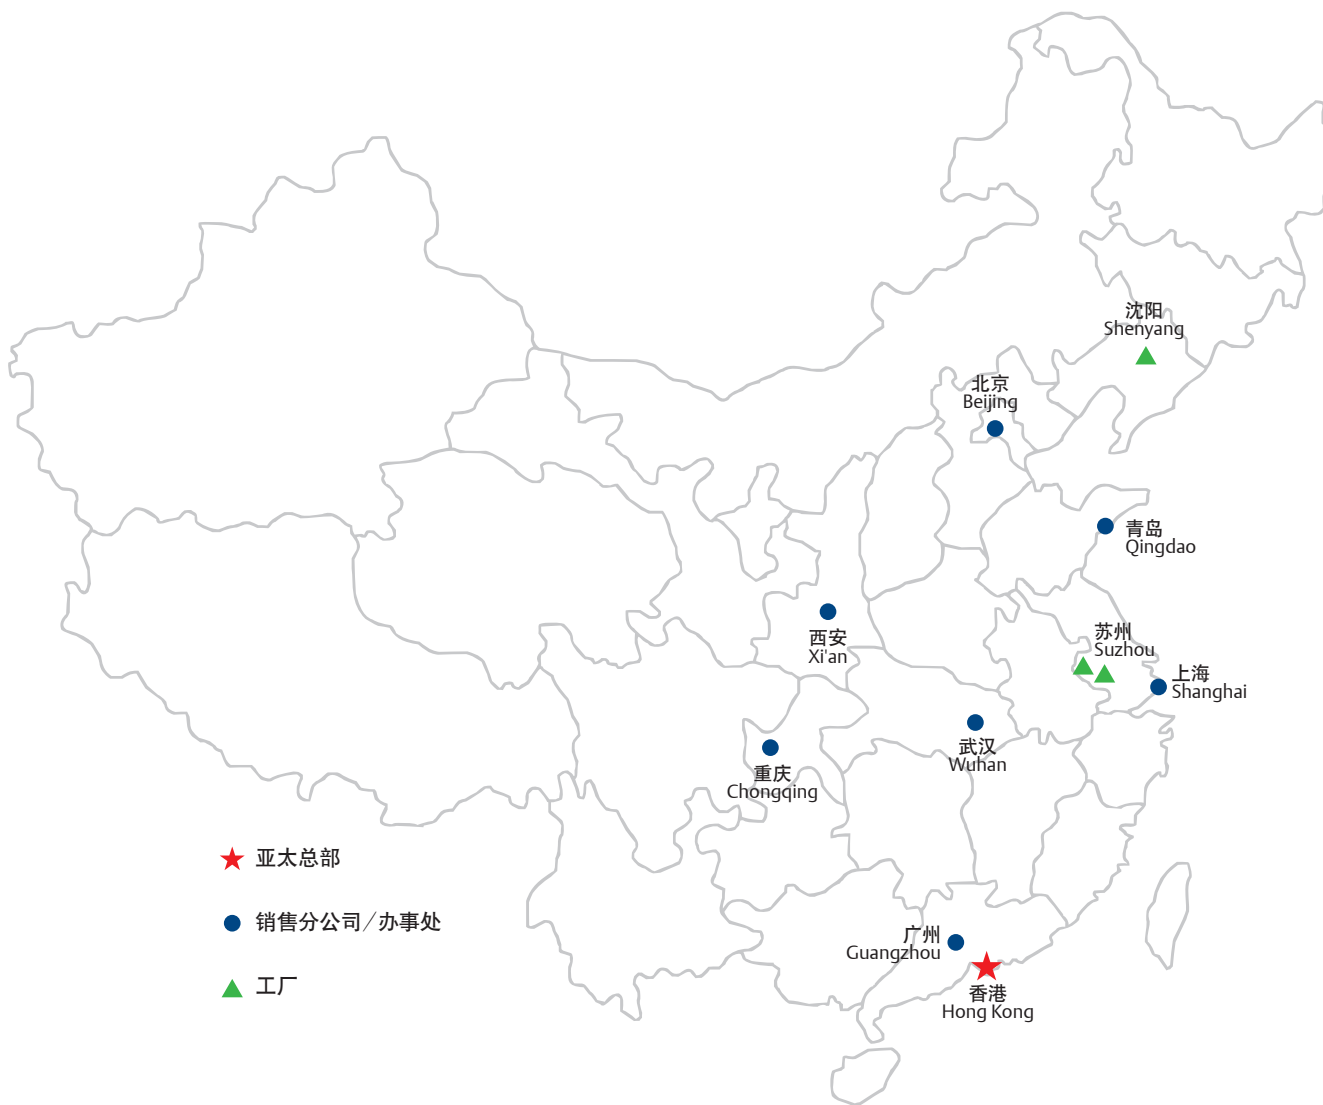 沈阳
Shenyang
北京
Beijing
青岛
Qingdao
西安
Xi'an
苏州
Suzhou
上海
Shanghai
武汉
Wuhan
重庆
Chongqing
亚太总部
销售分公司/办事处
广州
Guangzhou
工厂
香港
Hong Kong